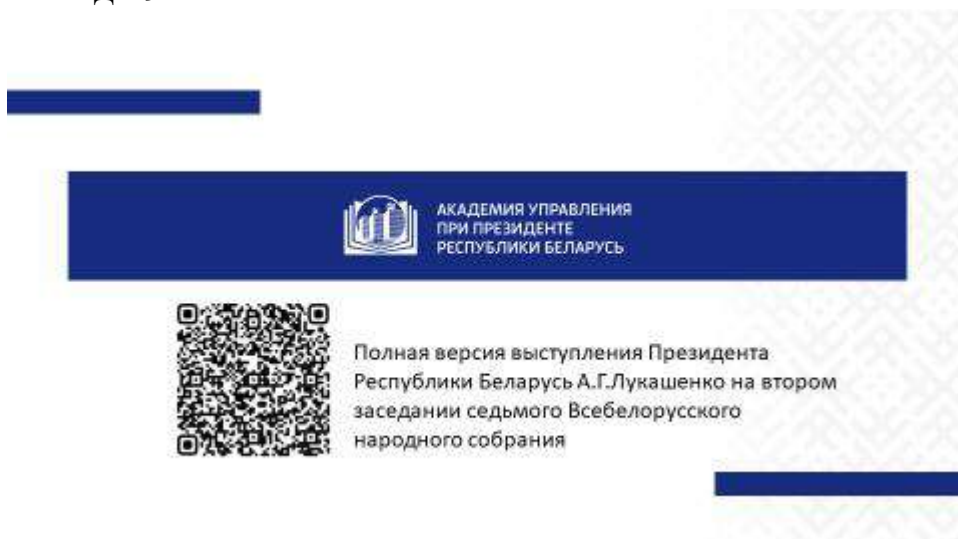 АКАДЕМИЯ УПРАВЛЕНИЯ
ПРИ ПРЕЗИДЕНТЕ
РЕСПУБЛИКИ БЕЛАРУСЬ
Полная версия выступления Президента
Республики Беларусь А.Г.Лукашенко на втором
заседании седьмого Всебелорусского
народного собрания